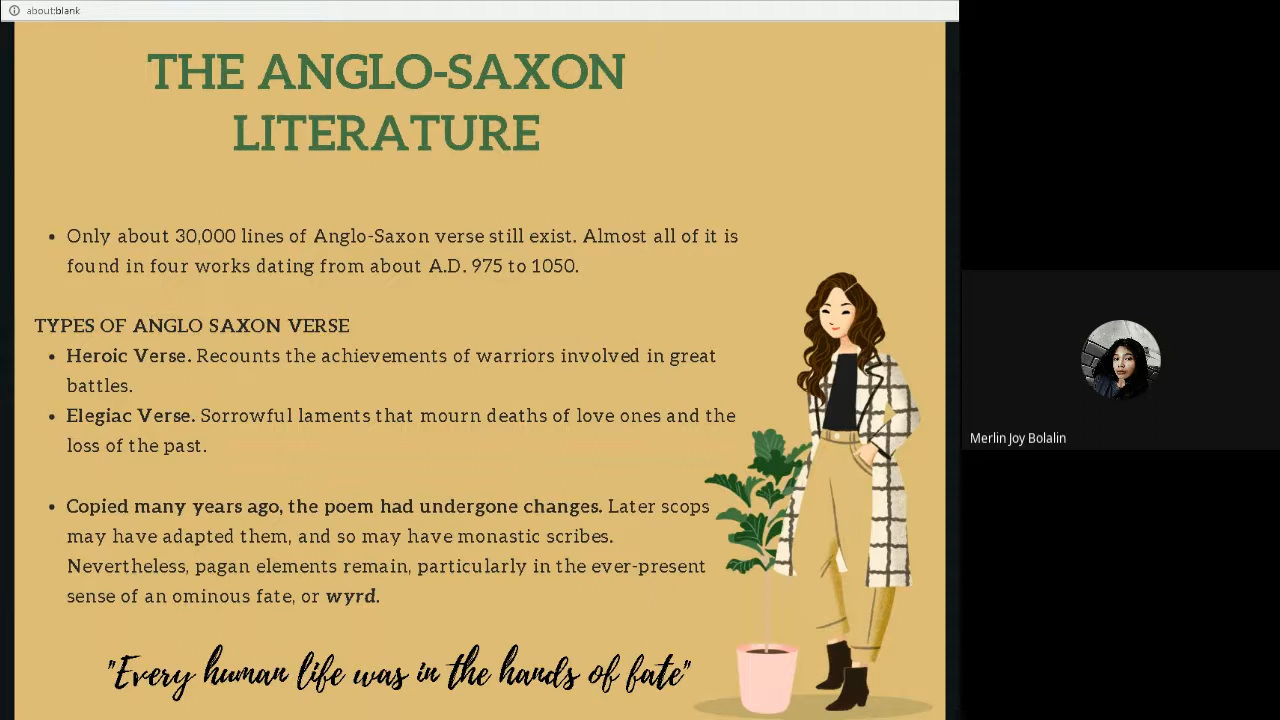 about:blank
THE ANGLO-SAXON
LITERATURE
• Only about 30,000 lines of Anglo-Saxon verse still exist. Almost all of it is
found in four works dating from about A.D. 975 to 1050.
TYPES OF ANGLO SAXON VERSE
• Heroic Verse. Recounts the achievements of warriors involved in great
battles.
• Elegiac Verse. Sorrowful laments that mourn deaths of love ones and the
loss of the past.
• Copied many years ago, the poem had undergone changes. Later scops
may have adapted them, and so may have monastic scribes.
Nevertheless, pagan elements remain, particularly in the ever-present
sense of an ominous fate, or wyrd.
"Every human life was in the hands of fate"
Merlin Joy Bolalin